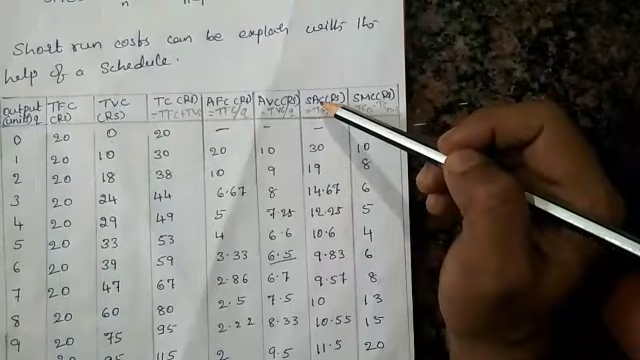 n n-1
Short run costs can be explain with the
help of a schedule.
output (units) q TFC (RS) TVC (RS) TC (RS) =TFC+TVC AFC (RS) =TFC/q AVC (RS) =TVC/q SAC (RS) SMC (RS)
0 20 0 20 – – –
1 20 10 30 20 10 30 10
2 20 18 38 10 9 19 8
3 20 24 44 6.67 8 14.67 6
4 20 29 49 5 7.25 12.25 5
5 20 33 53 4 6.6 10.6 4
6 20 39 59 3.33 6.5 9.83 6
7 20 47 67 2.86 6.7 9.57 8
8 20 60 80 2.5 7.5 10 13
9 20 75 95 2.22 8.33 10.55 15
20 95 115 2 9.5 11.5 20